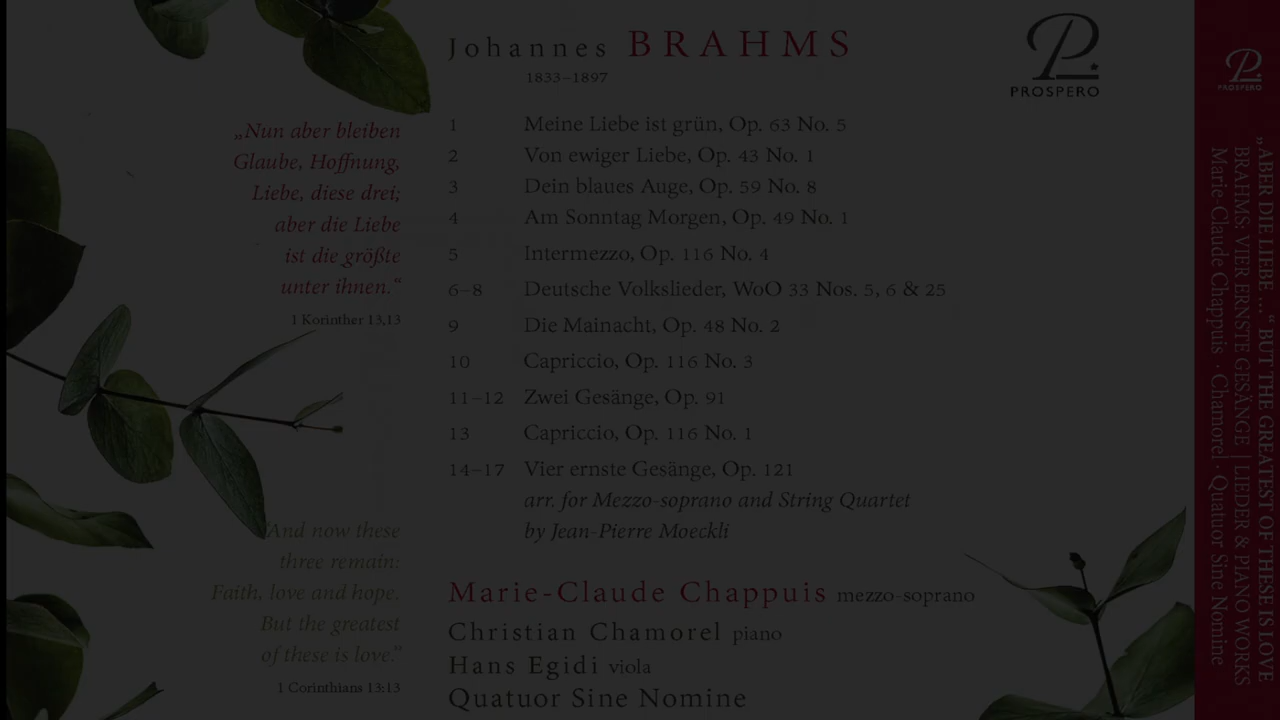 Johannes BRAHMS
1833–1897
PROSPERO
„Nun aber bleiben
Glaube, Hoffnung,
Liebe, diese drei;
aber die Liebe
ist die größte
unter ihnen.“
1 Korinther 13,13
And now these
three remain:
Faith, love and hope.
But the greatest
of these is love.”
1 Corinthians 13:13
1 Meine Liebe ist grün, Op. 63 No. 5
2 Von ewiger Liebe, Op. 43 No. 1
3 Dein blaues Auge, Op. 59 No. 8
4 Am Sonntag Morgen, Op. 49 No. 1
5 Intermezzo, Op. 116 No. 4
6–8 Deutsche Volkslieder, WoO 33 Nos. 5, 6 & 25
9 Die Mainacht, Op. 48 No. 2
10 Capriccio, Op. 116 No. 3
11–12 Zwei Gesänge, Op. 91
13 Capriccio, Op. 116 No. 1
14–17 Vier ernste Gesänge, Op. 121
arr. for Mezzo-soprano and String Quartet
by Jean-Pierre Moeckli
Marie-Claude Chappuis mezzo-soprano
Christian Chamorel piano
Hans Egidi viola
Quatuor Sine Nomine
PROSPERO
„ABER DIE LIEBE ...“ BUT THE GREATEST OF THESE IS LOVE
BRAHMS: VIER ERNSTE GESÄNGE | LIEDER & PIANO WORKS
Marie-Claude Chappuis · Chamorel · Quatuor Sine Nomine